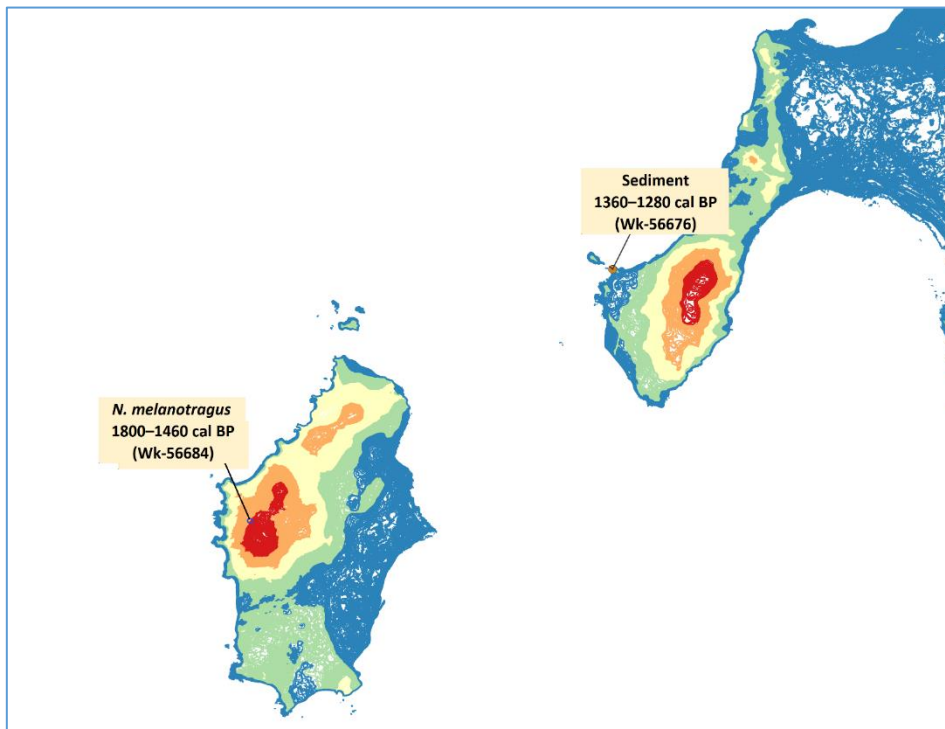 Sediment
1360–1280 cal BP
(Wk-56676)
N. melanotragus
1800–1460 cal BP
(Wk-56684)